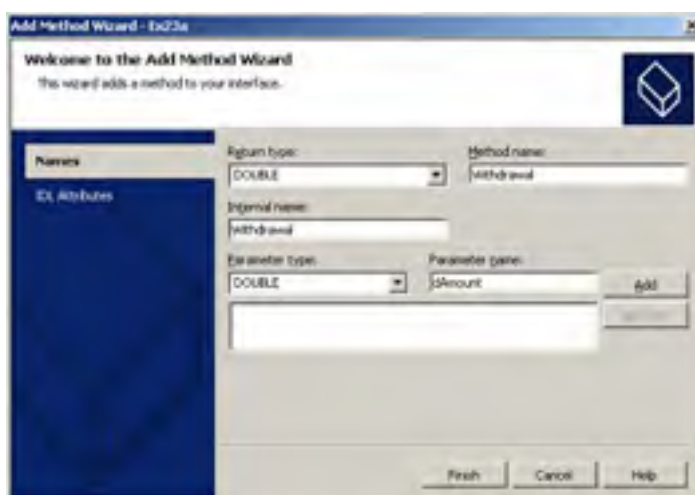 Add Method Wizard - Ex23a
Welcome to the Add Method Wizard
This wizard adds a method to your interface.
Names
IDL Attributes
Return type:
Method name:
DOUBLE
Withdrawal
Internal name:
Withdrawal
Parameter type:
Parameter name:
DOUBLE
dAmount
Add
Finish
Cancel
Help